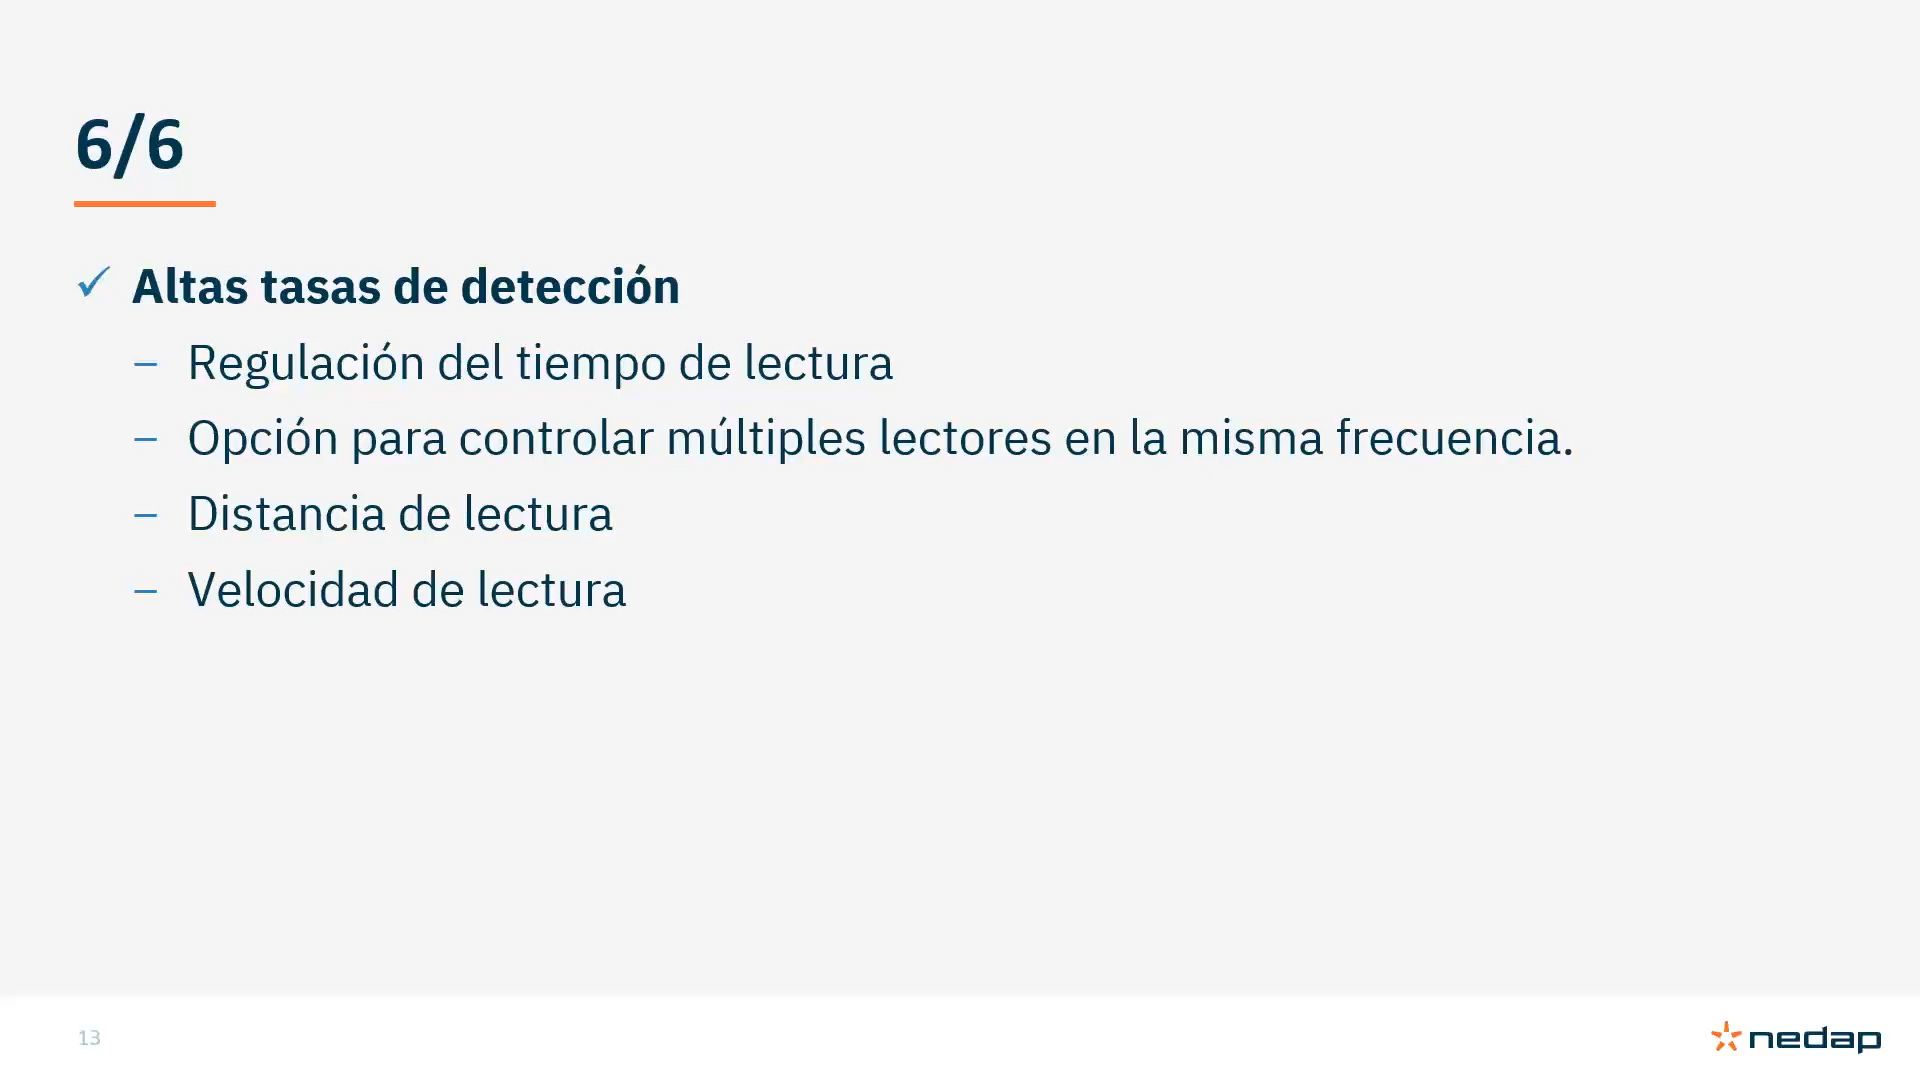 6/6
✓ Altas tasas de detección
– Regulación del tiempo de lectura
– Opción para controlar múltiples lectores en la misma frecuencia.
– Distancia de lectura
– Velocidad de lectura
13
nedap